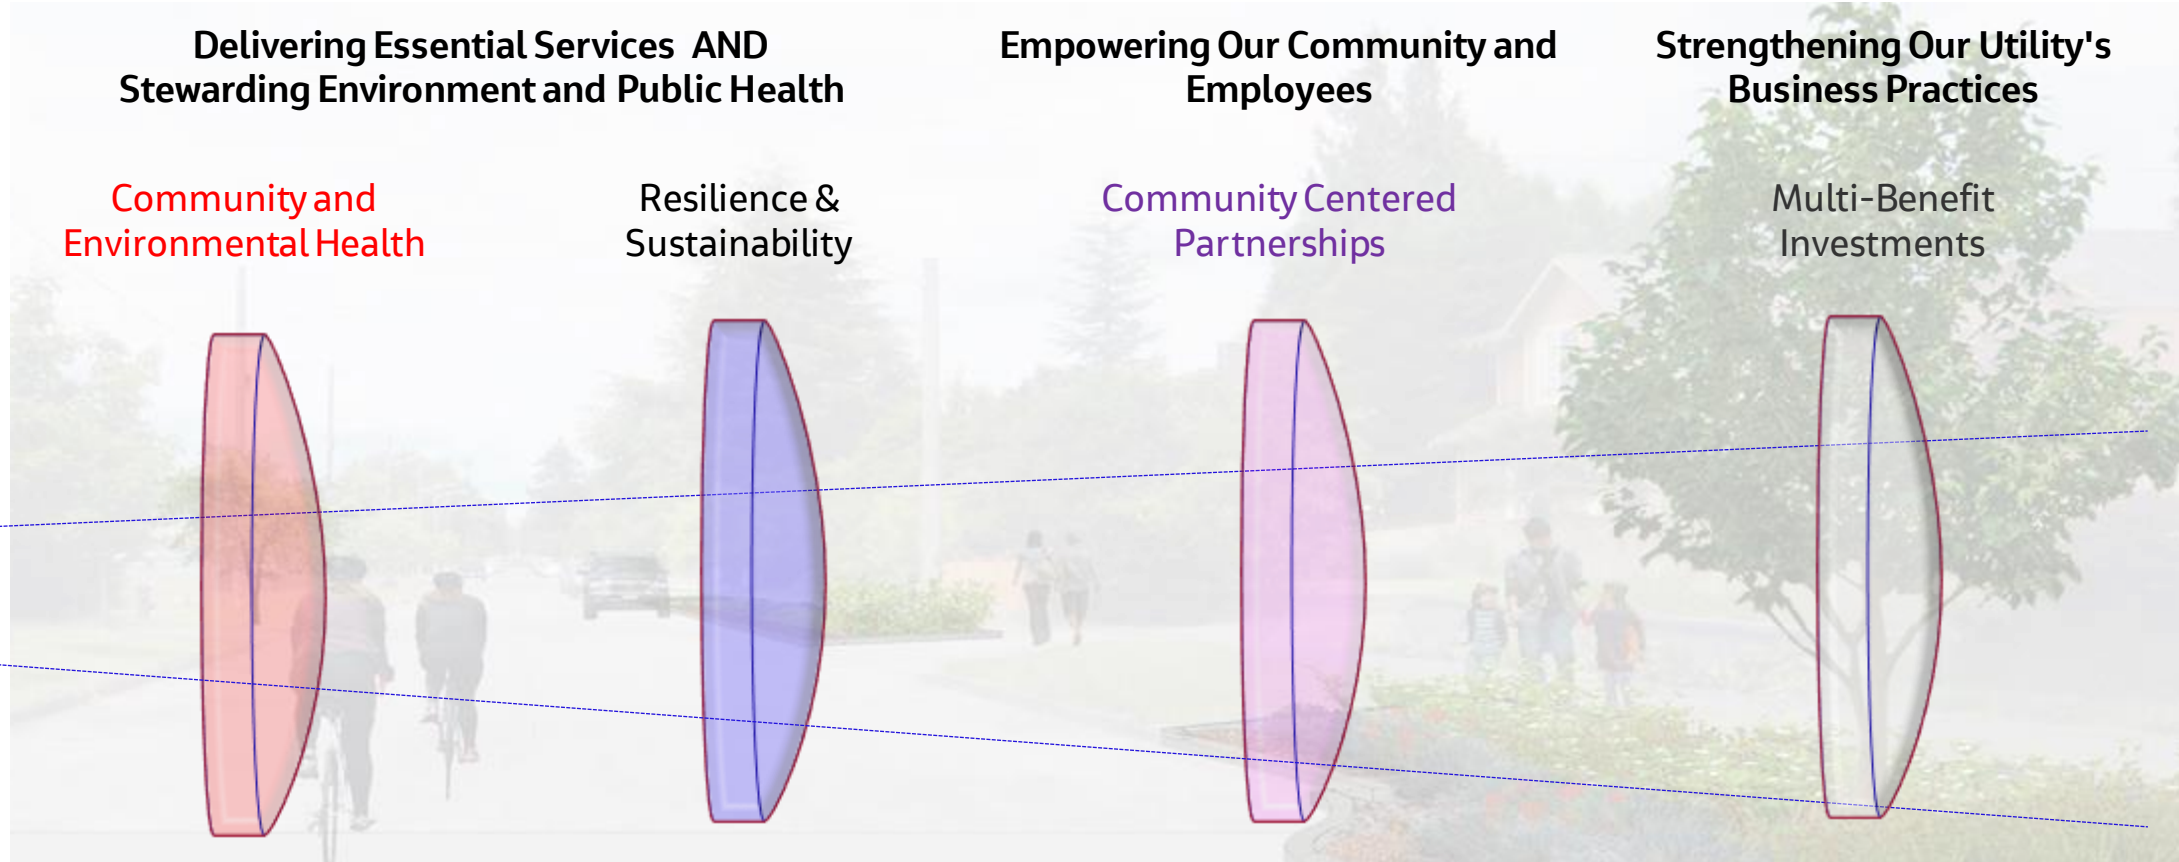 Delivering Essential Services AND
Stewarding Environment and Public Health
Empowering Our Community and
Employees
Strengthening Our Utility's
Business Practices
Community and
Environmental Health
Resilience &
Sustainability
Community Centered
Partnerships
Multi-Benefit
Investments